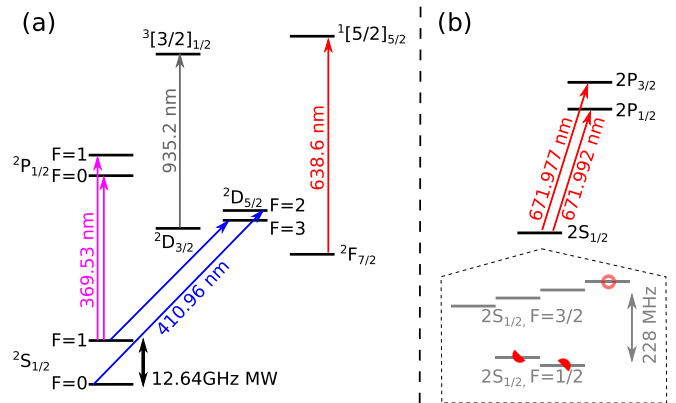 (a)
³[3/2]₁/₂
¹[5/2]₅/₂
935.2 nm
638.6 nm
F=1
²P₁/₂
F=0
369.53 nm
²D₅/₂
F=2
F=3
²D₃/₂
²F₇/₂
410.96 nm
F=1
²S₁/₂
F=0
12.64GHz MW
(b)
2P₃/₂
2P₁/₂
671.977 nm
671.992 nm
2S₁/₂
2S₁/₂, F=3/2
228 MHz
2S₁/₂, F=1/2